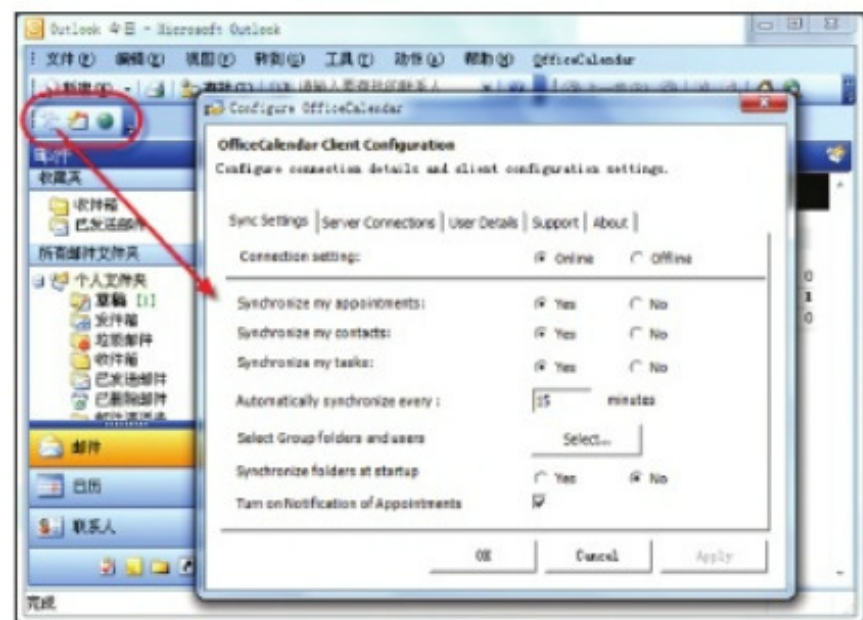 Outlook 今日 - Microsoft Outlook
文件(F) 编辑(E) 视图(V) 转到(G) 工具(T) 动作(A) 帮助(H) OfficeCalendar
新建(N)
Configure OfficeCalendar
OfficeCalendar Client Configuration
Configure connection details and client configuration settings.
邮件
收藏夹
收件箱
已发送邮件
所有邮件文件夹
个人文件夹
草稿 [1]
发件箱
垃圾邮件
收件箱
已发送邮件
已删除邮件
邮件
日历
联系人
完成
Sync Settings Server Connections User Details Support About
Connection setting: Online Offline
Synchronize my appointments: Yes No
Synchronize my contacts: Yes No
Synchronize my tasks: Yes No
Automatically synchronize every : 15 minutes
Select Group folders and users Select...
Synchronize folders at startup Yes No
Turn on Notification of Appointments
OK Cancel Apply
0
1
0